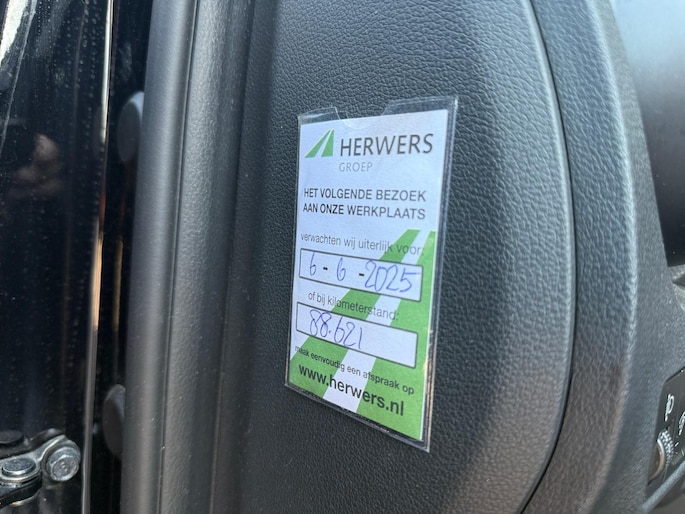 HERWERS
GROEP
HET VOLGENDE BEZOEK
AAN ONZE WERKPLAATS
verwachten wij uiterlijk voor:
6-6-2025
of bij kilometerstand:
88.621
maak eenvoudig een afspraak op
www.herwers.nl